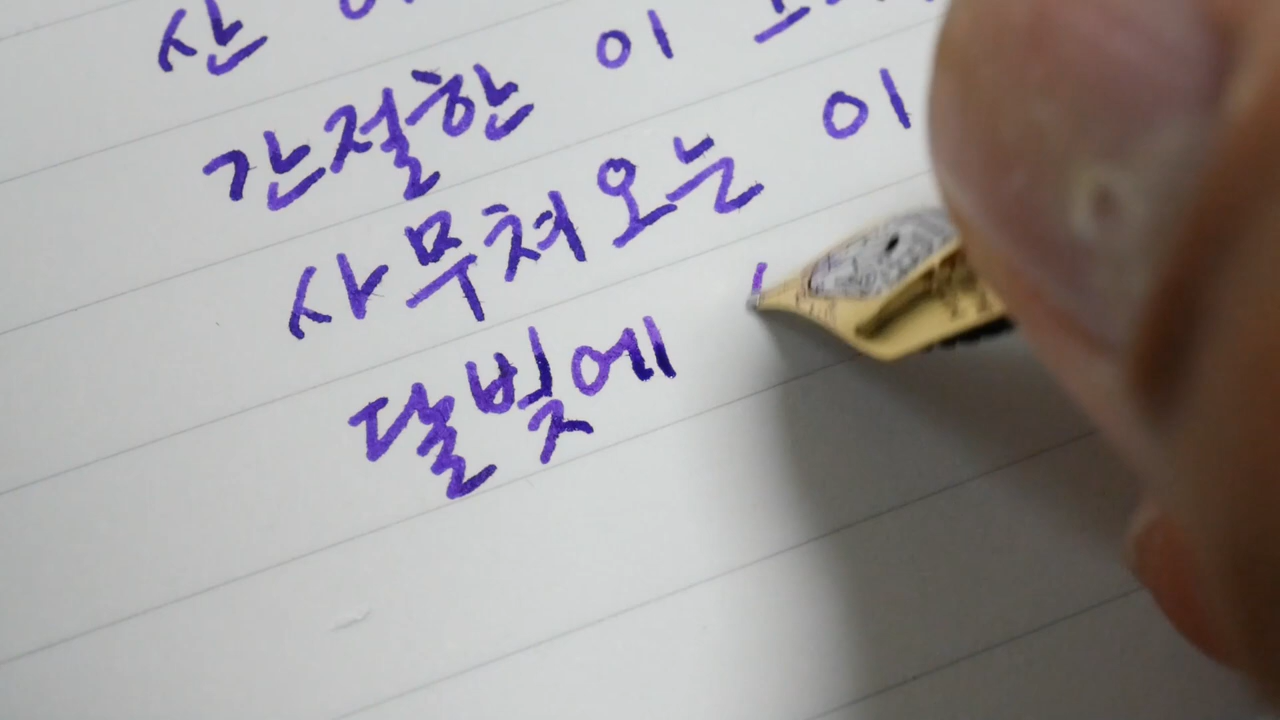 산
간절한 이
사무쳐오는 이
달빛에